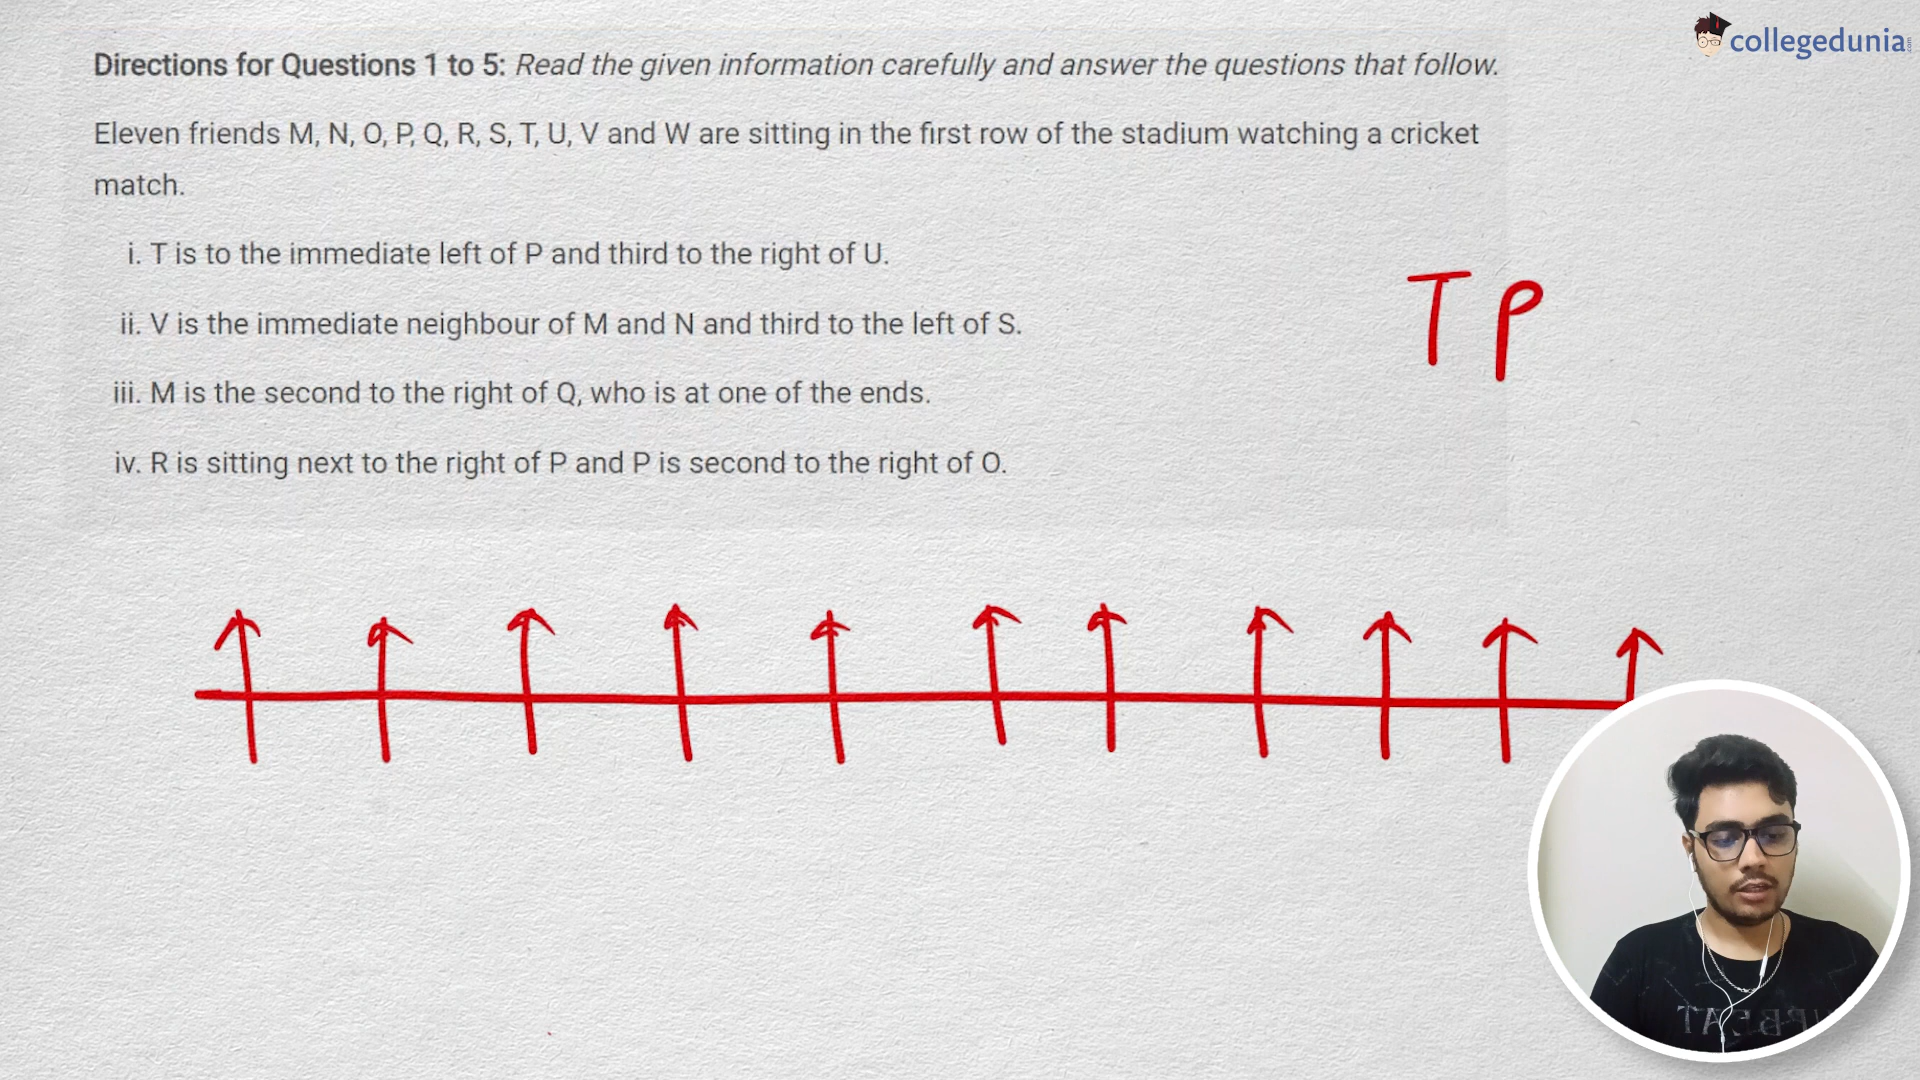 collegedunia
.com
Directions for Questions 1 to 5: Read the given information carefully and answer the questions that follow.
Eleven friends M, N, O, P, Q, R, S, T, U, V and W are sitting in the first row of the stadium watching a cricket
match.
i. T is to the immediate left of P and third to the right of U.
ii. V is the immediate neighbour of M and N and third to the left of S.
iii. M is the second to the right of Q, who is at one of the ends.
iv. R is sitting next to the right of P and P is second to the right of O.
T P